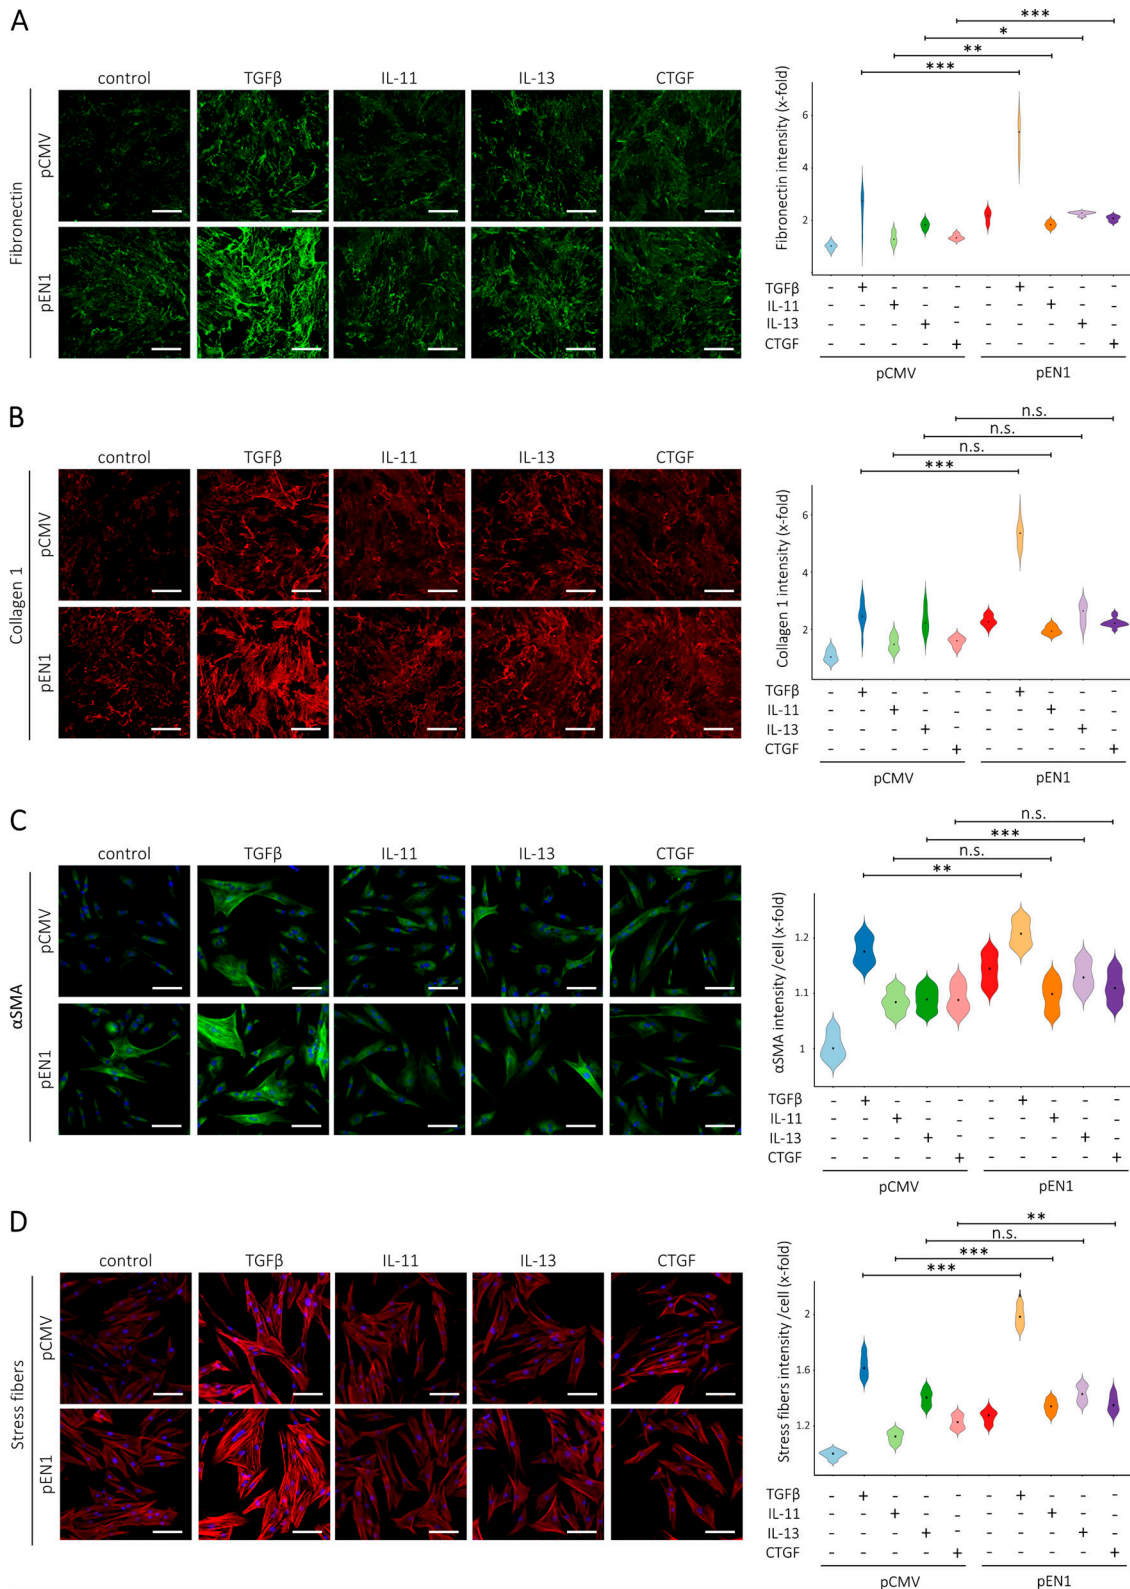 A
control TGFβ IL-11 IL-13 CTGF
Fibronectin
pCMV
pEN1
***
*
**
***
Fibronectin intensity (x-fold)
6
4
2
TGFβ - + - - - - + - - -
IL-11 - - + - - - - + - -
IL-13 - - - + - - - - + -
CTGF - - - - + - - - - +
pCMV pEN1
B
control TGFβ IL-11 IL-13 CTGF
Collagen 1
pCMV
pEN1
n.s.
n.s.
n.s.
***
Collagen 1 intensity (x-fold)
6
4
2
TGFβ - + - - - - + - - -
IL-11 - - + - - - - + - -
IL-13 - - - + - - - - + -
CTGF - - - - + - - - - +
pCMV pEN1
C
control TGFβ IL-11 IL-13 CTGF
αSMA
pCMV
pEN1
n.s.
***
n.s.
**
αSMA intensity /cell (x-fold)
1.2
1.1
1
TGFβ - + - - - - + - - -
IL-11 - - + - - - - + - -
IL-13 - - - + - - - - + -
CTGF - - - - + - - - - +
pCMV pEN1
D
control TGFβ IL-11 IL-13 CTGF
Stress fibers
pCMV
pEN1
**
n.s.
***
***
Stress fibers intensity /cell (x-fold)
2
1.6
1.2
TGFβ - + - - - - + - - -
IL-11 - - + - - - - + - -
IL-13 - - - + - - - - + -
CTGF - - - - + - - - - +
pCMV pEN1